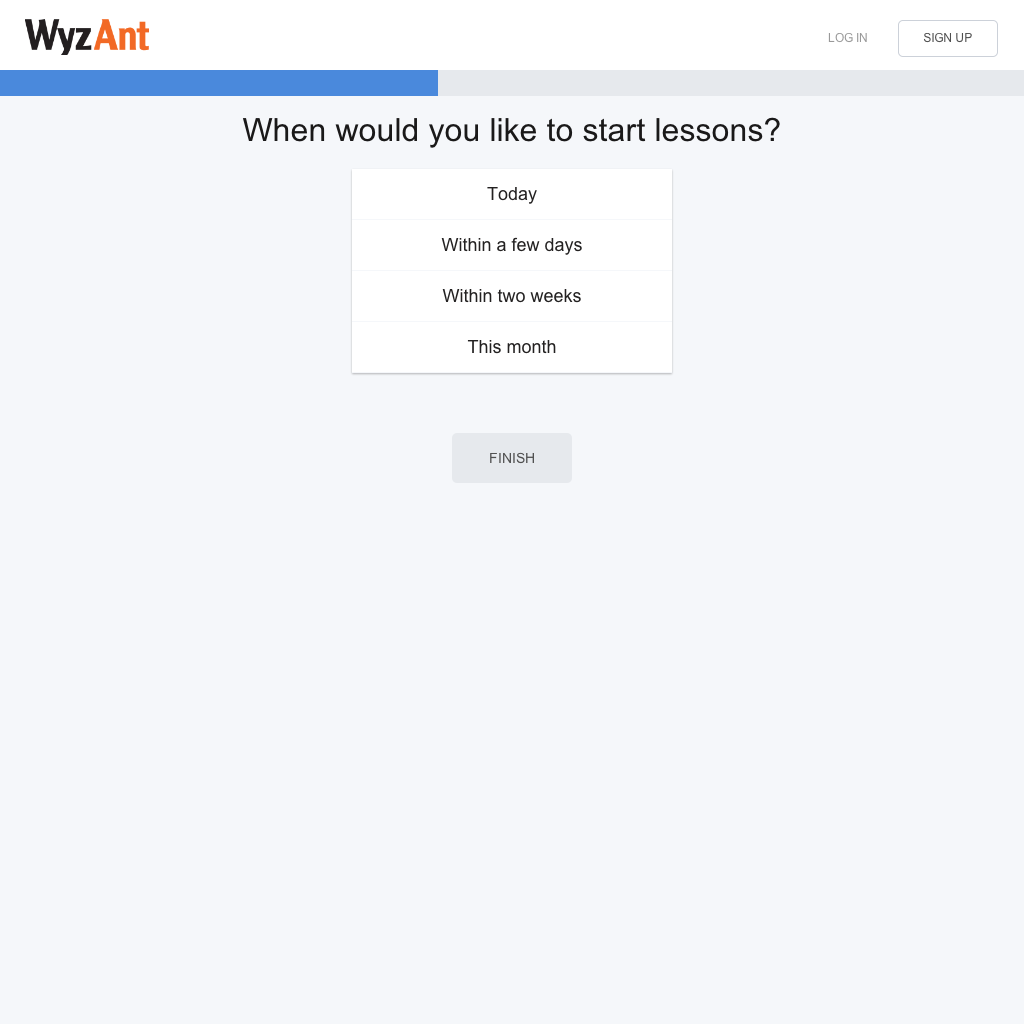 WyzAnt
LOG IN
SIGN UP
When would you like to start lessons?
Today
Within a few days
Within two weeks
This month
FINISH